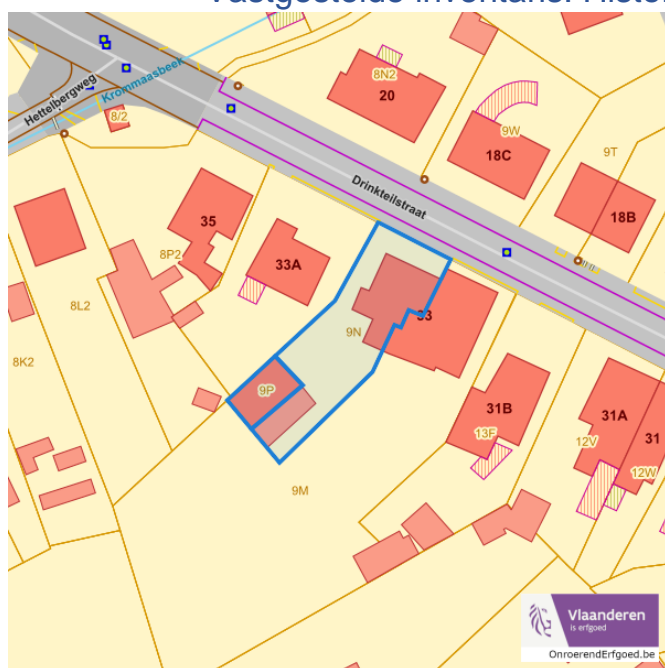 Vastgestelde Inventaris: Histo
Krommaasbeek
Hettelbergweg
8/2
8N2
20
9W
18C
9T
18B
Drinkteilstraat
35
8P2
33A
8L2
9N
33
8K2
9P
31B
13F
31A
31
12V
12W
9M
Vlaanderen
is erfgoed
OnroerendErfgoed.be